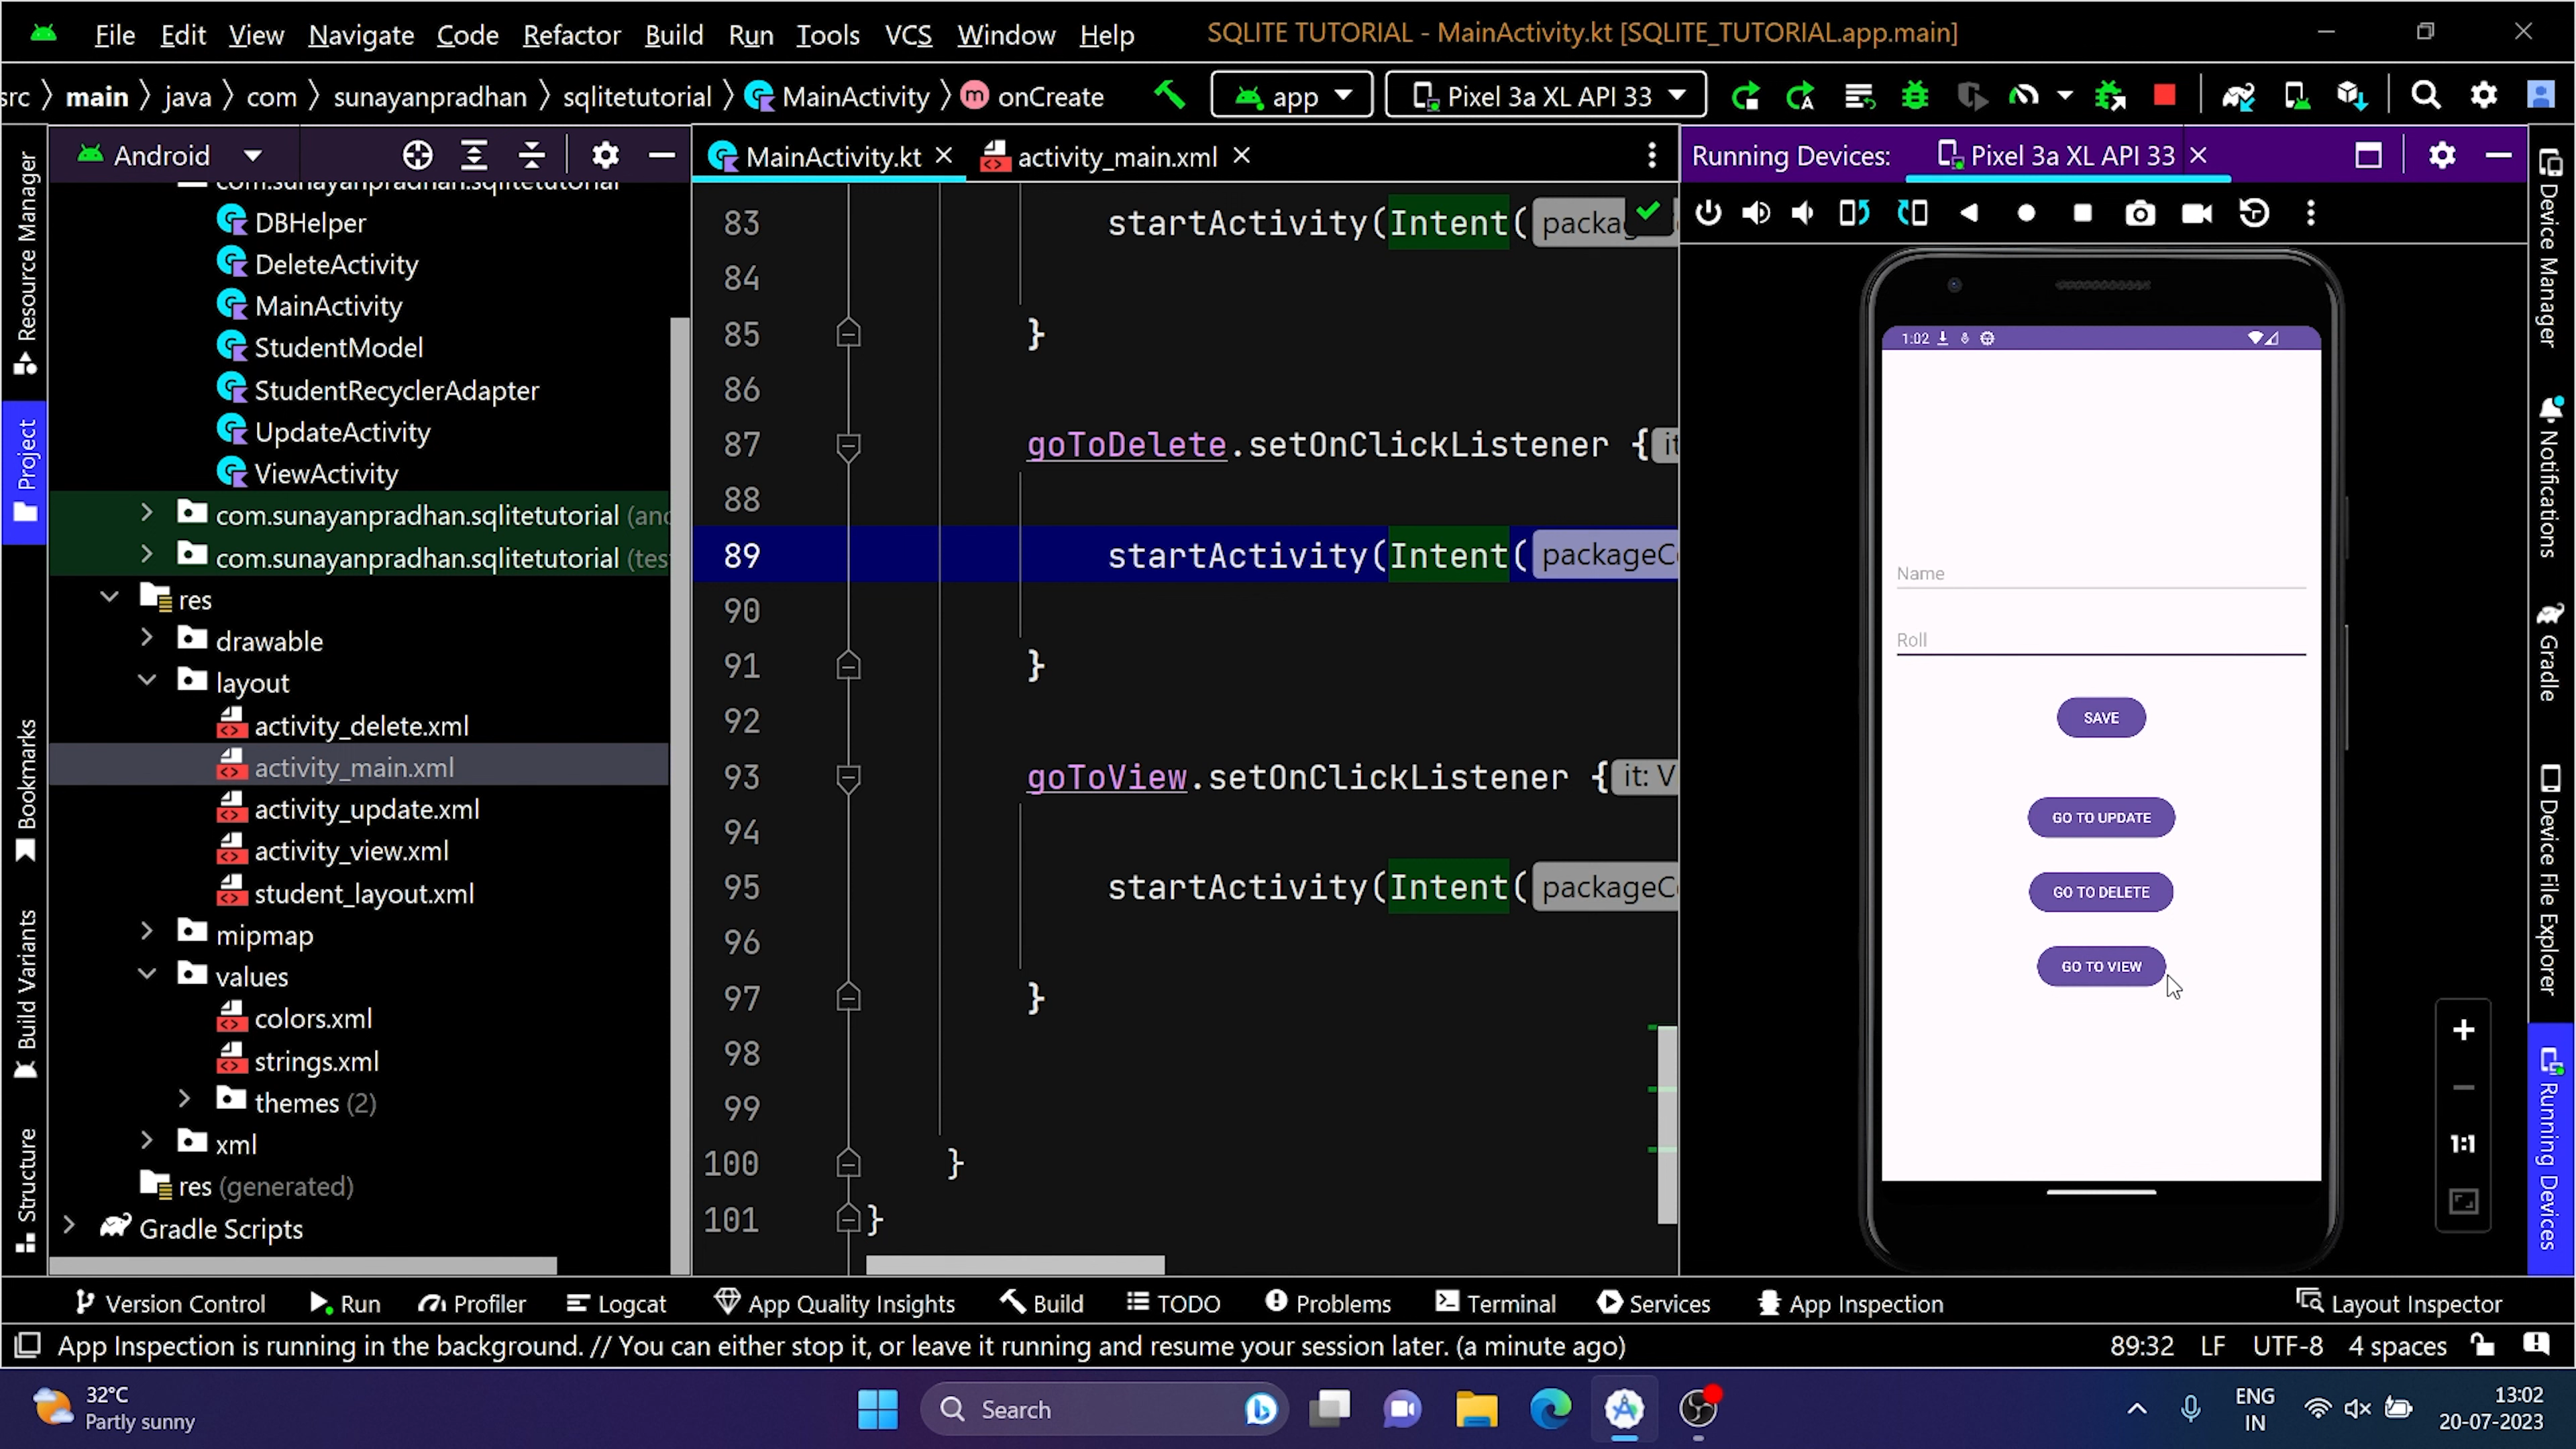 File Edit View Navigate Code Refactor Build Run Tools VCS Window Help SQLITE TUTORIAL - MainActivity.kt [SQLITE_TUTORIAL.app.main]
src main java com sunayanpradhan sqlitetutorial MainActivity onCreate app Pixel 3a XL API 33
Android
MainActivity.kt activity_main.xml
Running Devices: Pixel 3a XL API 33
Resource Manager
Project
Bookmarks
Build Variants
Structure
com.sunayanpradhan.sqlitetutorial
DBHelper
DeleteActivity
MainActivity
StudentModel
StudentRecyclerAdapter
UpdateActivity
ViewActivity
com.sunayanpradhan.sqlitetutorial
com.sunayanpradhan.sqlitetutorial
res
drawable
layout
activity_delete.xml
activity_main.xml
activity_update.xml
activity_view.xml
student_layout.xml
mipmap
values
colors.xml
strings.xml
themes (2)
xml
res (generated)
Gradle Scripts
83 startActivity(Intent(
84
85 }
86
87 goToDelete.setOnClickListener {
88
89 startActivity(Intent(
90
91 }
92
93 goToView.setOnClickListener { it: V
94
95 startActivity(Intent(
96
97 }
98
99
100 }
101 }
1:02
Name
Roll
SAVE
GO TO UPDATE
GO TO DELETE
GO TO VIEW
1:1
Device Manager
Notifications
Gradle
Device File Explorer
Running Devices
Version Control Run Profiler Logcat App Quality Insights Build TODO Problems Terminal Services App Inspection Layout Inspector
App Inspection is running in the background. // You can either stop it, or leave it running and resume your session later. (a minute ago) 89:32 LF UTF-8 4 spaces
32°C
Partly sunny
Search
ENG
IN
13:02
20-07-2023